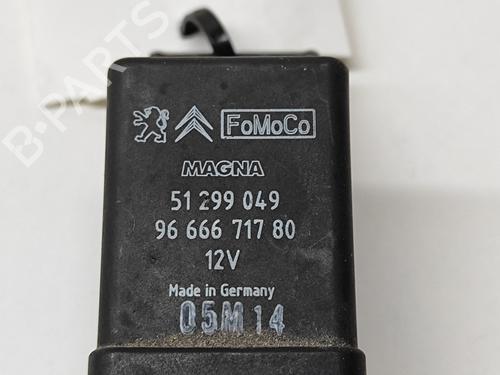 FoMoCo
MAGNA
51 299 049
96 666 717 80
12V
Made in Germany
05M14
B-PARTS